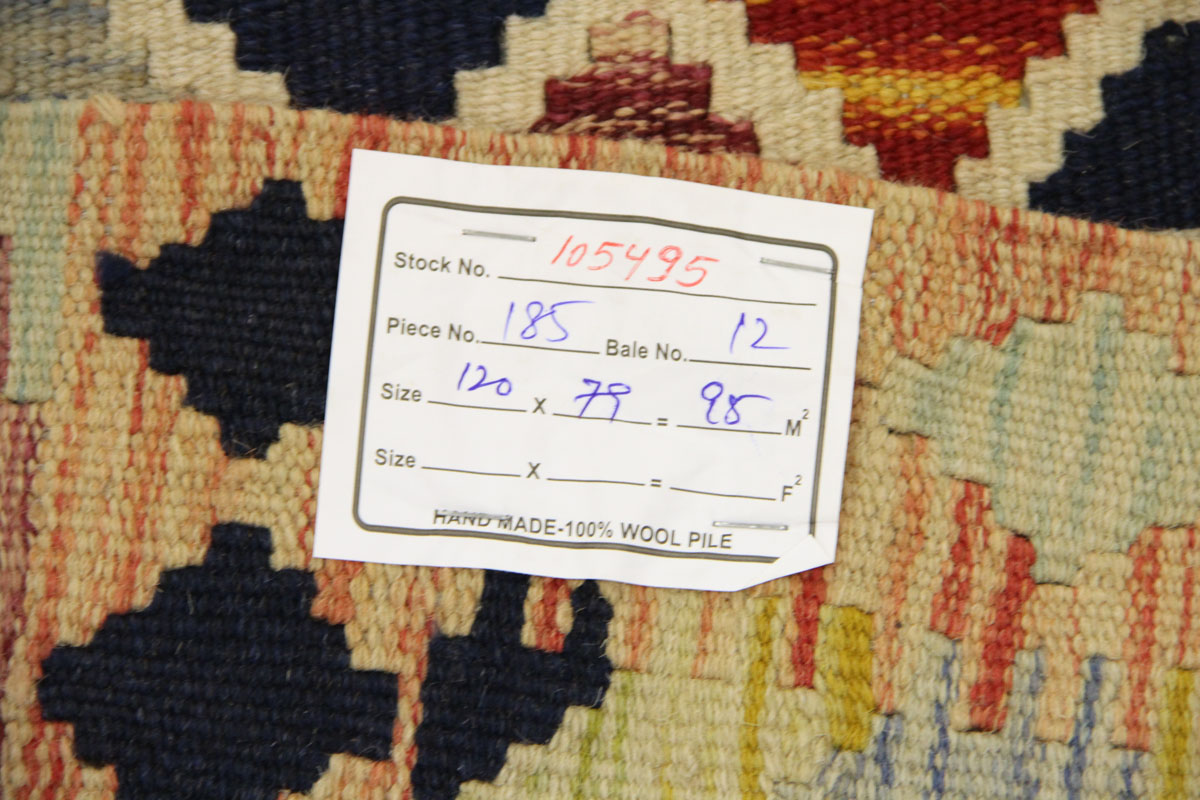 Stock No. 105495
Piece No. 185 Bale No. 12
Size 120 X 79 = 95 M²
Size X = F²
HAND MADE-100% WOOL PILE